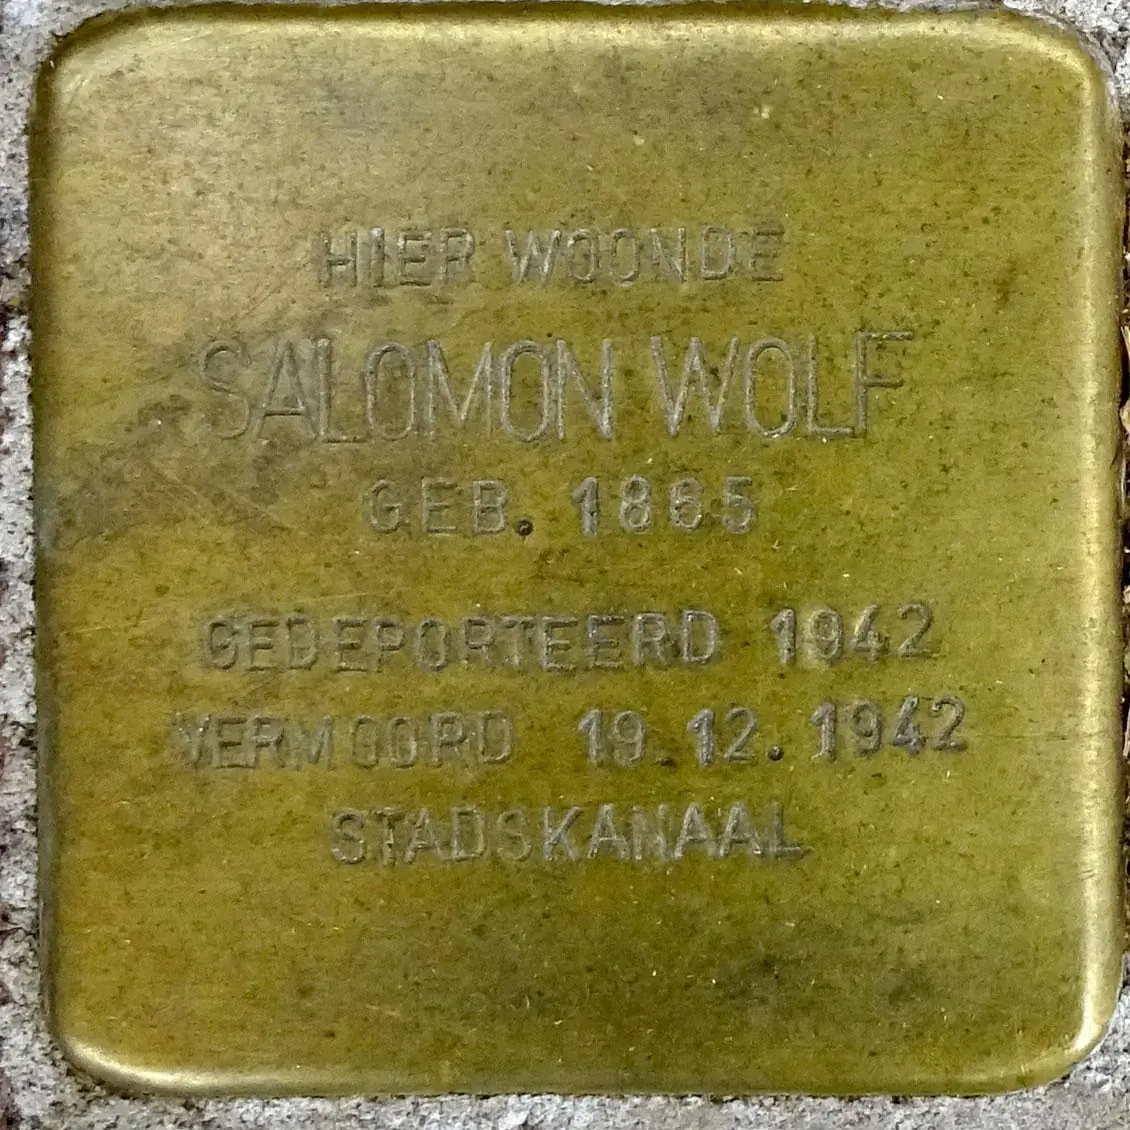 HIER WOONDE
SALOMON WOLF
GEB. 1865
GEDEPORTEERD 1942
VERMOORD 19.12.1942
STADSKANAAL